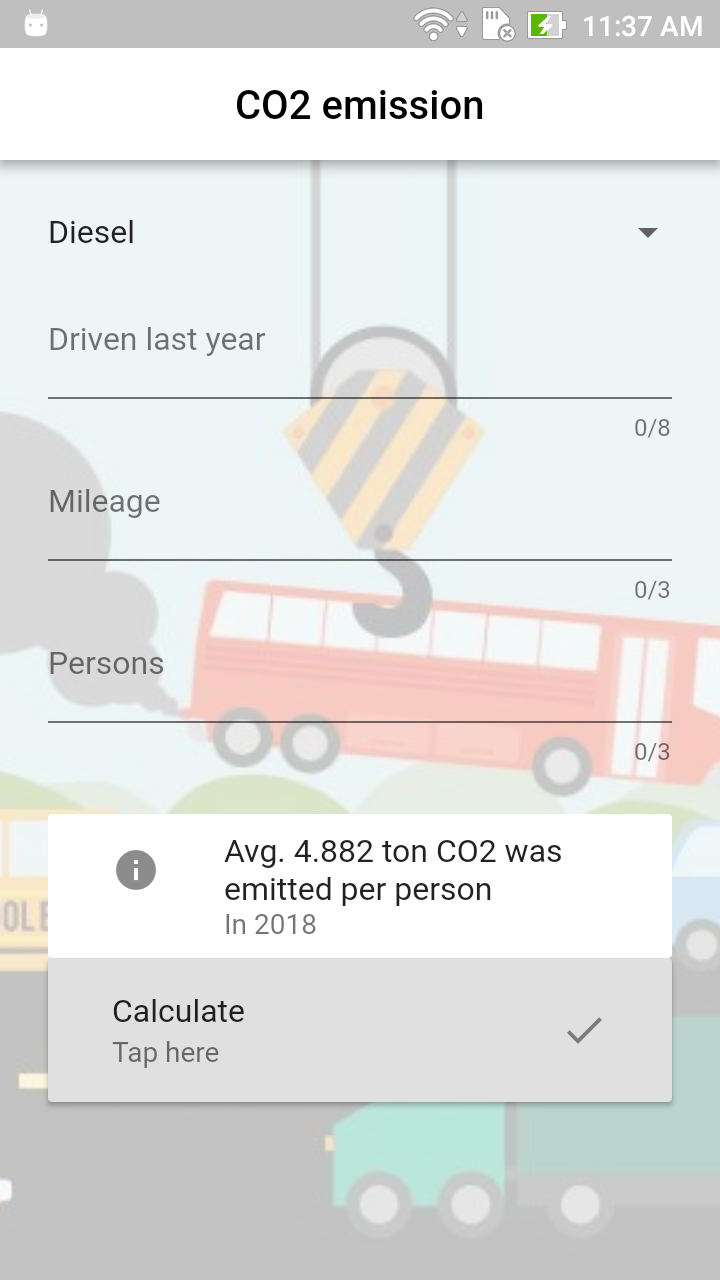 11:37 AM
CO2 emission
Diesel
Driven last year
0/8
Mileage
0/3
Persons
0/3
Avg. 4.882 ton CO2 was
emitted per person
In 2018
Calculate
Tap here